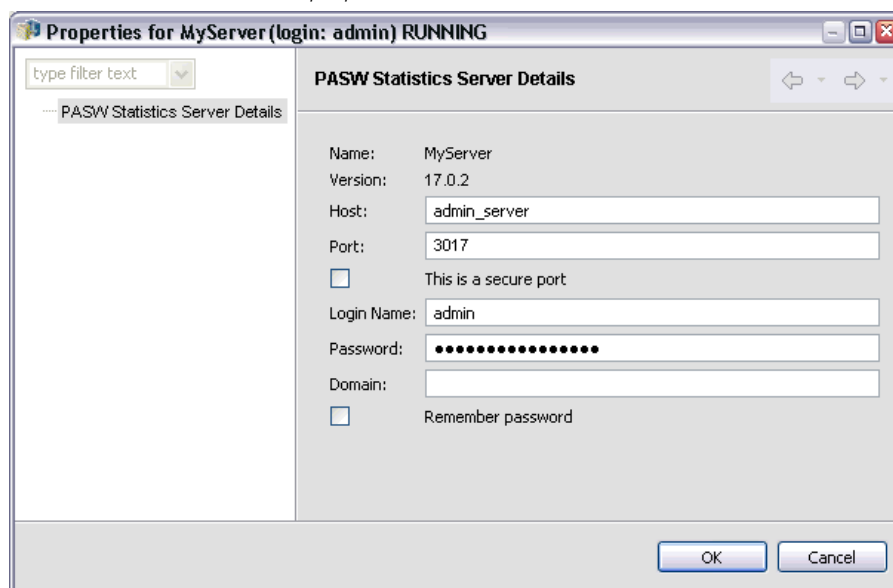 Properties for MyServer(login: admin) RUNNING
type filter text
PASW Statistics Server Details
PASW Statistics Server Details
Name: MyServer
Version: 17.0.2
Host: admin_server
Port: 3017
This is a secure port
Login Name: admin
Password: ●●●●●●●●●●●●●●●●
Domain:
Remember password
OK Cancel